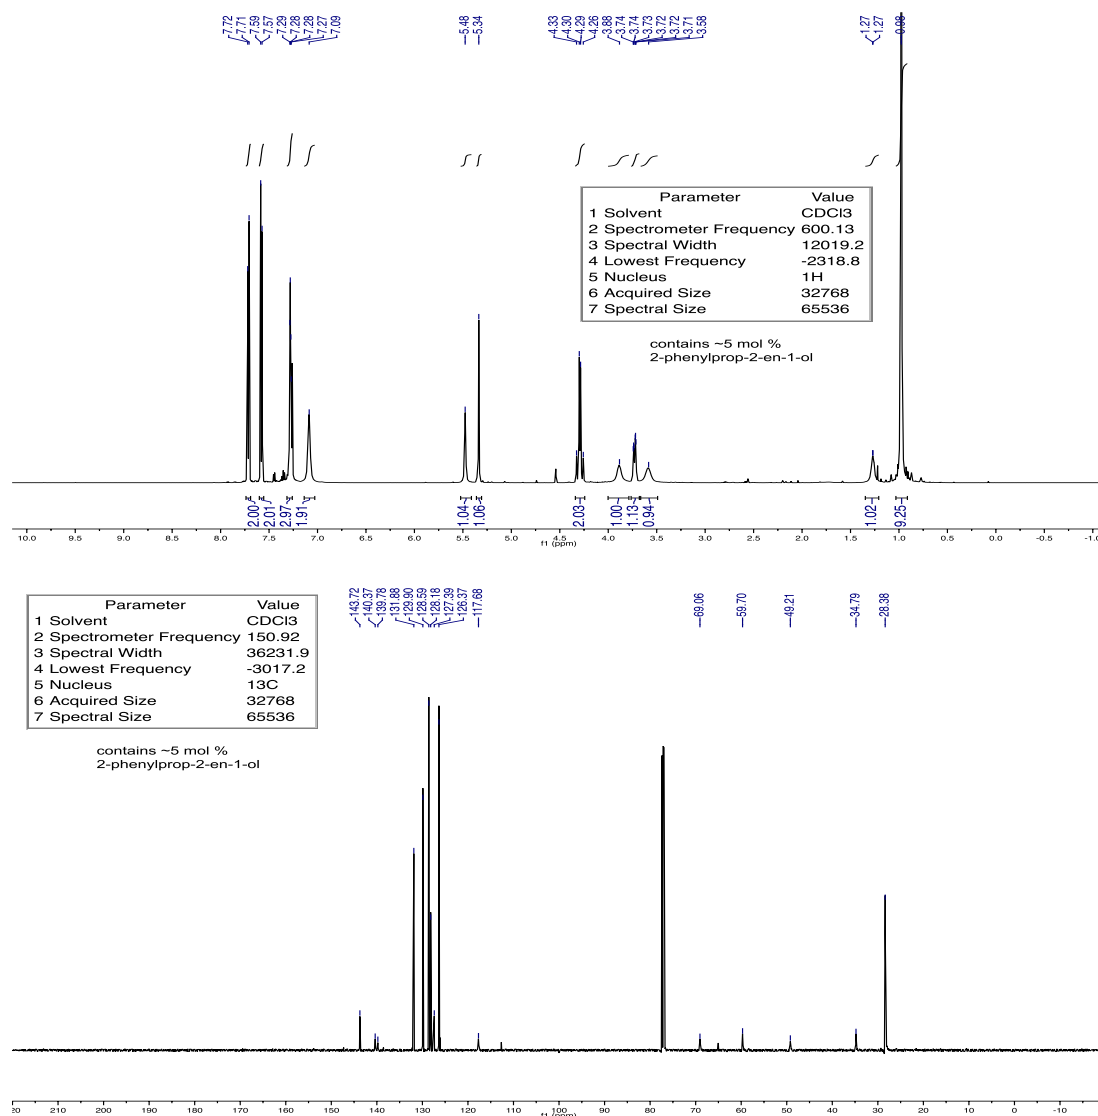 7.72
7.71
7.59
7.57
7.29
7.28
7.28
7.27
7.09
5.48
5.34
4.33
4.30
4.29
4.26
3.88
3.74
3.74
3.73
3.72
3.72
3.71
3.58
1.27
1.27
0.98
Parameter Value
1 Solvent CDCl3
2 Spectrometer Frequency 600.13
3 Spectral Width 12019.2
4 Lowest Frequency -2318.8
5 Nucleus 1H
6 Acquired Size 32768
7 Spectral Size 65536
contains ~5 mol %
2-phenylprop-2-en-1-ol
2.00
2.01
2.97
1.91
1.04
1.06
2.03
1.00
1.13
0.94
1.02
9.25
10.0 9.5 9.0 8.5 8.0 7.5 7.0 6.5 6.0 5.5 5.0 4.5 4.0 3.5 3.0 2.5 2.0 1.5 1.0 0.5 0.0 -0.5 -1.0
f1 (ppm)
143.72
140.37
139.78
131.88
129.90
128.59
128.18
127.39
126.37
117.68
69.06
59.70
49.21
34.79
28.38
Parameter Value
1 Solvent CDCl3
2 Spectrometer Frequency 150.92
3 Spectral Width 36231.9
4 Lowest Frequency -3017.2
5 Nucleus 13C
6 Acquired Size 32768
7 Spectral Size 65536
contains ~5 mol %
2-phenylprop-2-en-1-ol
20 210 200 190 180 170 160 150 140 130 120 110 100 90 80 70 60 50 40 30 20 10 0 -10
f1 (ppm)